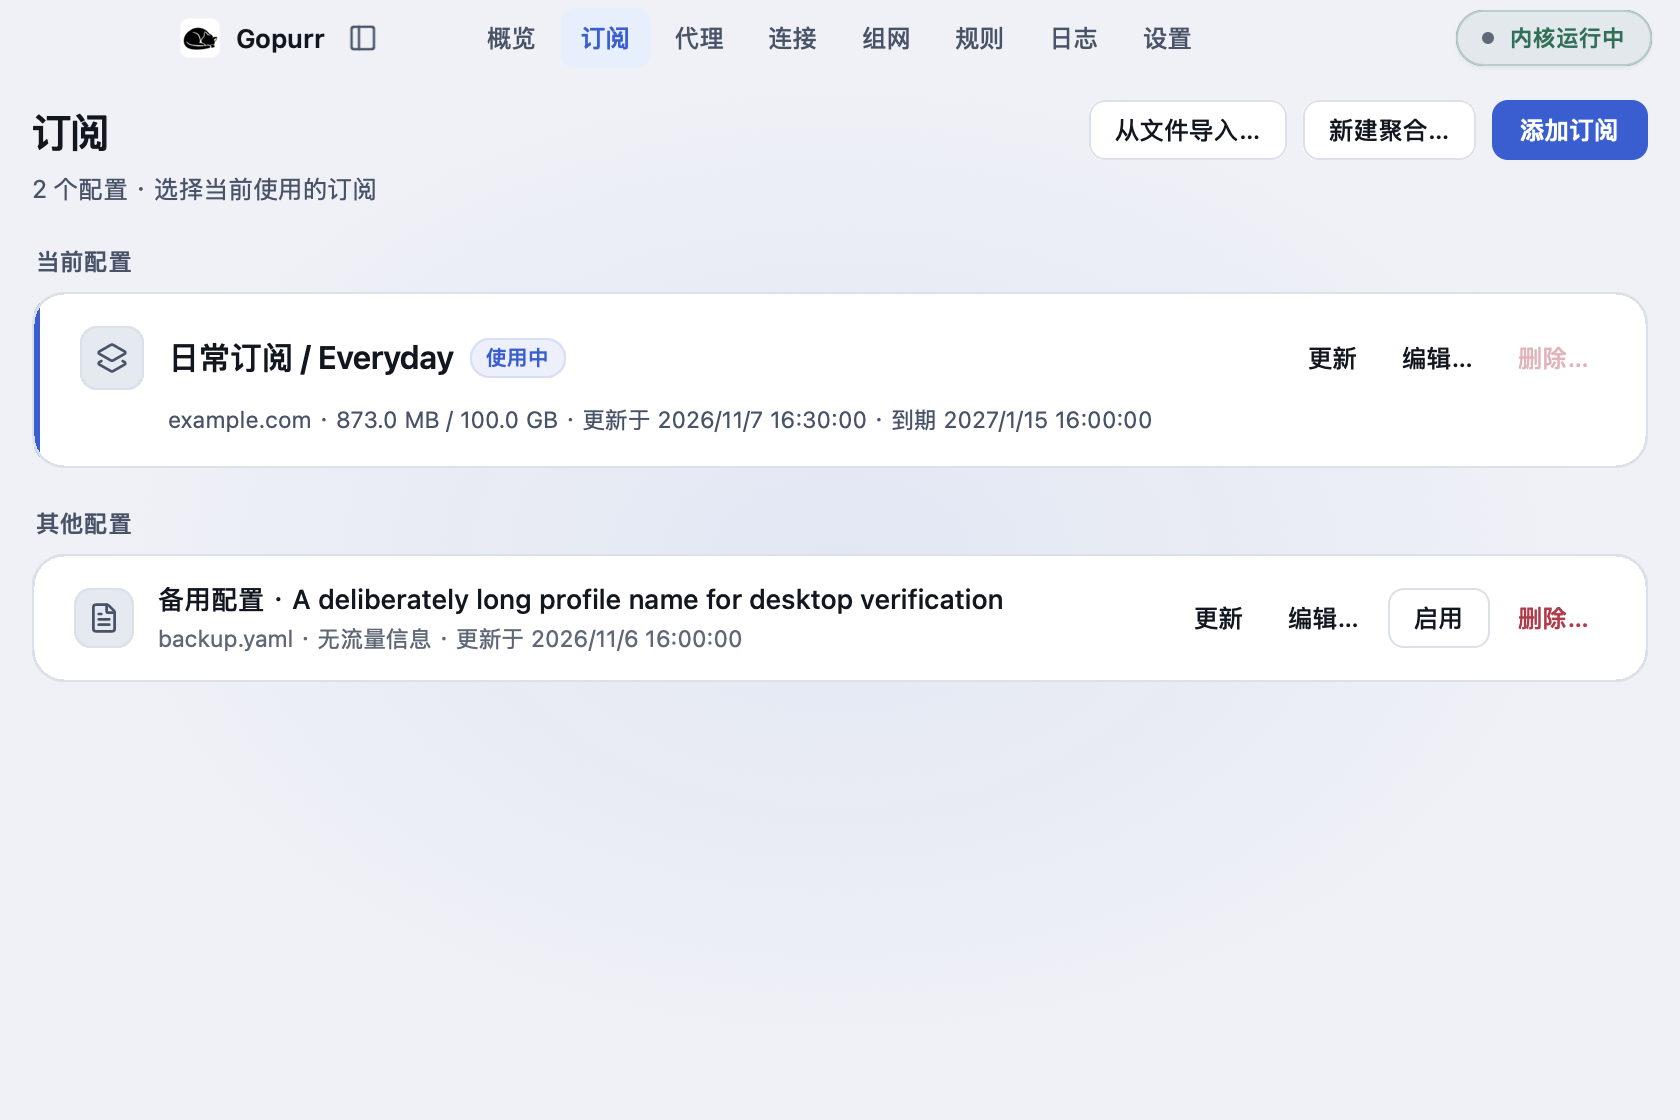 Gopurr 概览 订阅 代理 连接 组网 规则 日志 设置 内核运行中
订阅 从文件导入... 新建聚合... 添加订阅
2 个配置 · 选择当前使用的订阅
当前配置
日常订阅 / Everyday 使用中 更新 编辑... 删除...
example.com · 873.0 MB / 100.0 GB · 更新于 2026/11/7 16:30:00 · 到期 2027/1/15 16:00:00
其他配置
备用配置 · A deliberately long profile name for desktop verification
backup.yaml · 无流量信息 · 更新于 2026/11/6 16:00:00
更新 编辑... 启用 删除...